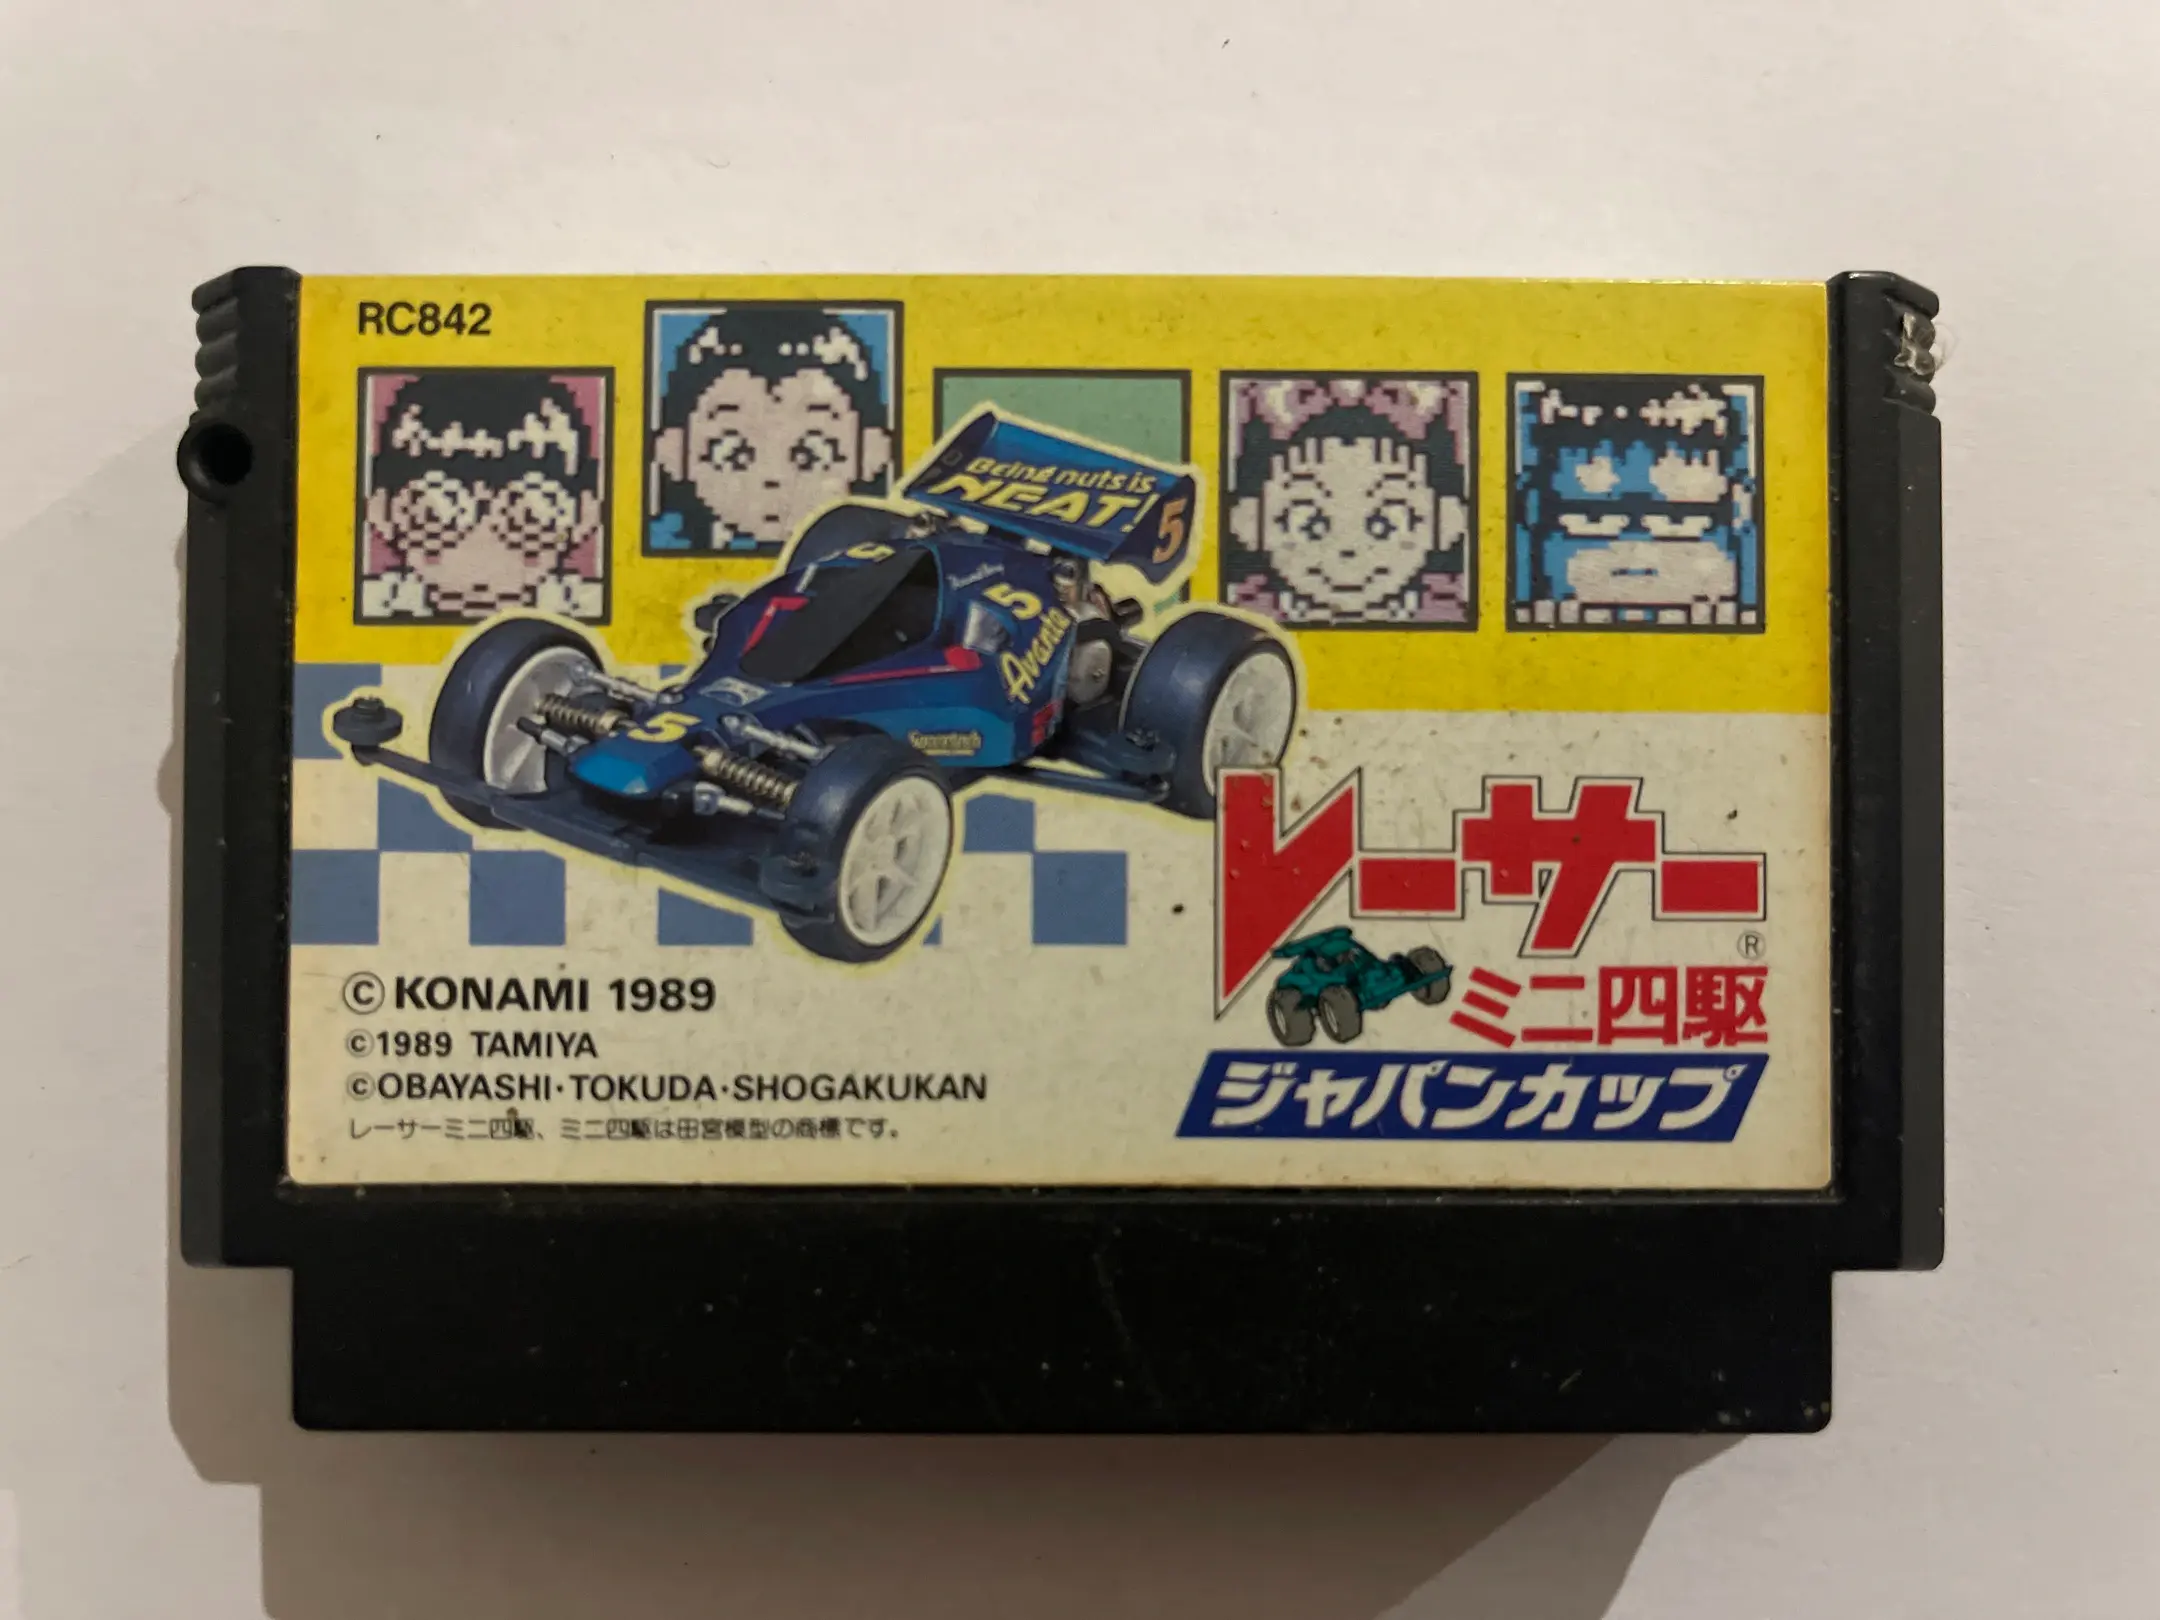 RC842
Being nuts is
NEAT!
5
5
5
Avante
5
レーサー
®
ミニ四駆
ジャパンカップ
©KONAMI 1989
©1989 TAMIYA
©OBAYASHI・TOKUDA・SHOGAKUKAN
レーサーミニ四駆、ミニ四駆は田宮模型の商標です。